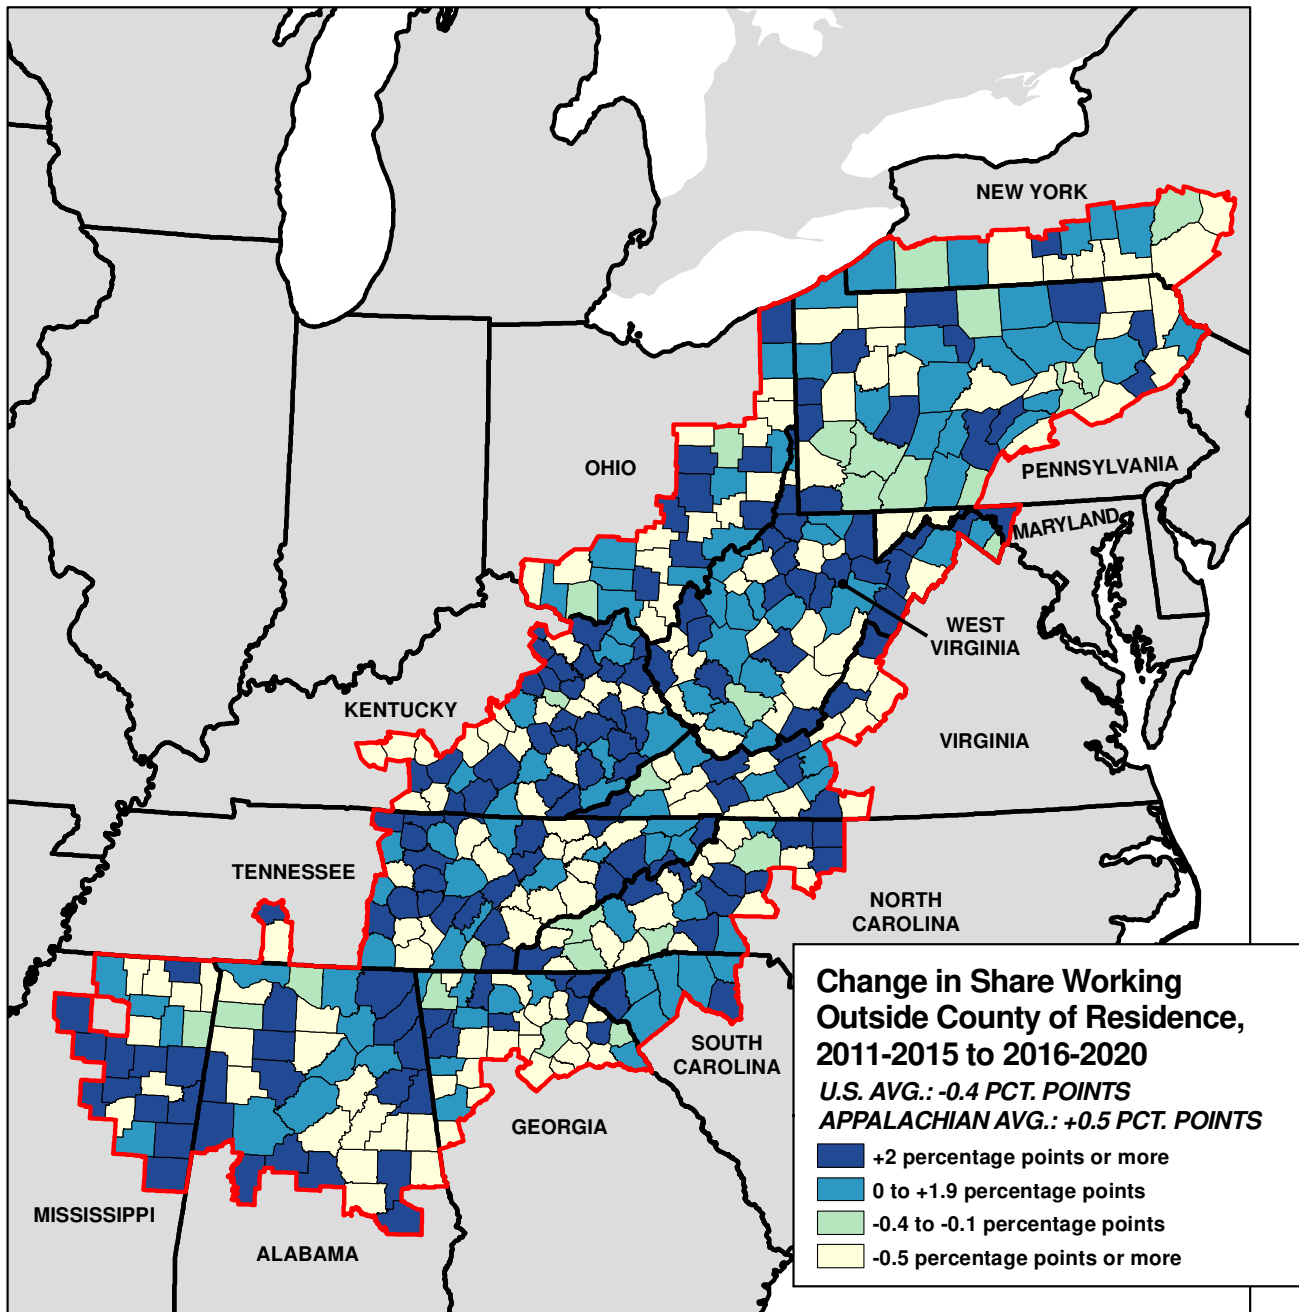 NEW YORK
OHIO
PENNSYLVANIA
MARYLAND
WEST
VIRGINIA
KENTUCKY
VIRGINIA
TENNESSEE
NORTH
CAROLINA
SOUTH
CAROLINA
GEORGIA
MISSISSIPPI
ALABAMA
Change in Share Working
Outside County of Residence,
2011-2015 to 2016-2020
U.S. AVG.: -0.4 PCT. POINTS
APPALACHIAN AVG.: +0.5 PCT. POINTS
+2 percentage points or more
0 to +1.9 percentage points
-0.4 to -0.1 percentage points
-0.5 percentage points or more